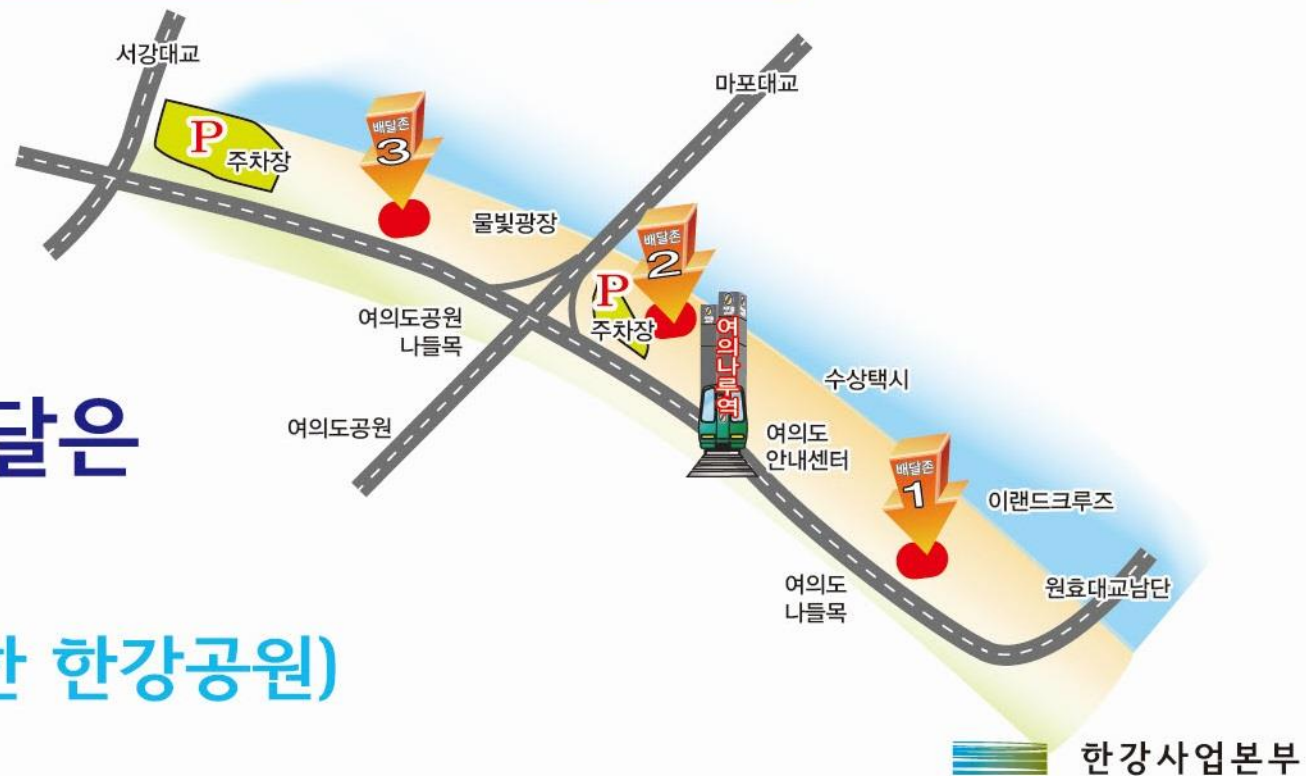 서강대교
마포대교
배달존
3
P
주차장
물빛광장
배달존
2
P
주차장
여의도공원
나들목
여의나루역
수상택시
여의도공원
여의도
안내센터
달은
배달존
1
이랜드크루즈
여의도
나들목
원효대교남단
한강공원)
한강사업본부